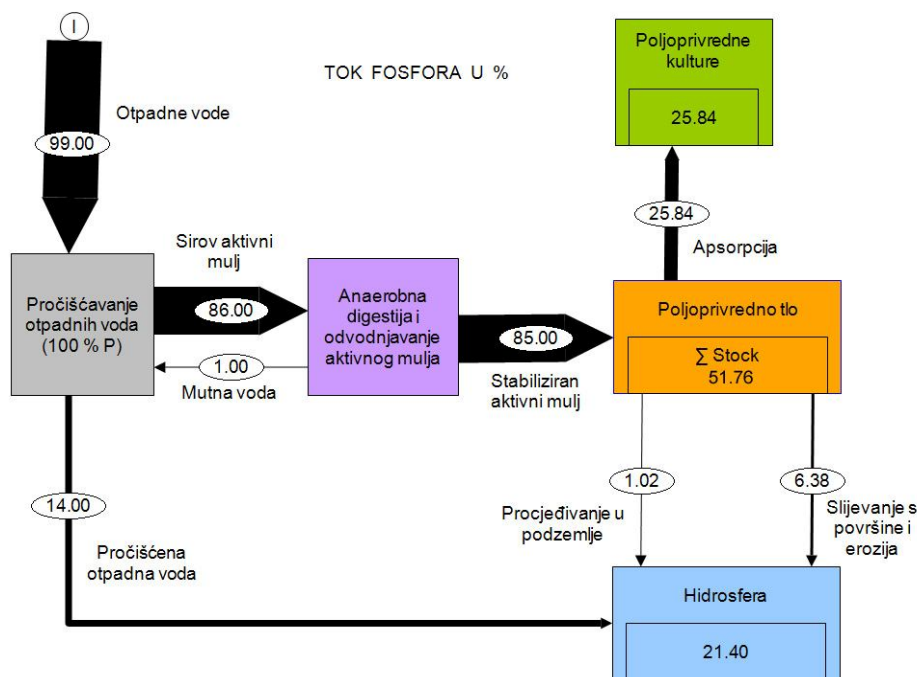 I
TOK FOSFORA U %
Poljoprivredne
kulture
25.84
Otpadne vode
99.00
25.84
Apsorpcija
Sirov aktivni
mulj
Pročišćavanje
otpadnih voda
(100 % P)
86.00
Anaerobna
digestija i
odvodnjavanje
aktivnog mulja
85.00
Poljoprivredno tlo
Σ Stock
51.76
1.00
Mutna voda
Stabiliziran
aktivni mulj
14.00
1.02
6.38
Procjeđivanje u
podzemlje
Slijevanje s
površine i
erozija
Pročišćena
otpadna voda
Hidrosfera
21.40